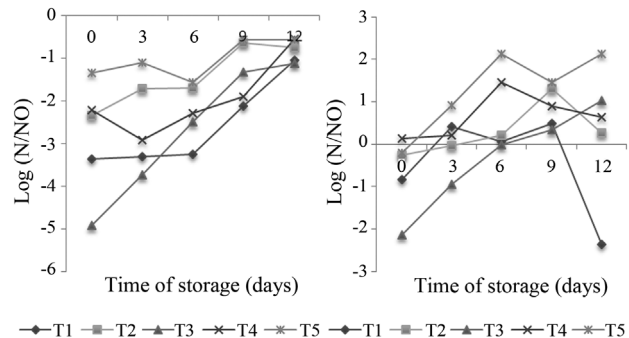 0
-1
-2
-3
-4
-5
-6
Log (N/NO)
0 3 6 9 12
Time of storage (days)
3
2
1
0
-1
-2
-3
Log (N/NO)
0 3 6 9 12
Time of storage (days)
T1 T2 T3 T4 T5
T1 T2 T3 T4 T5